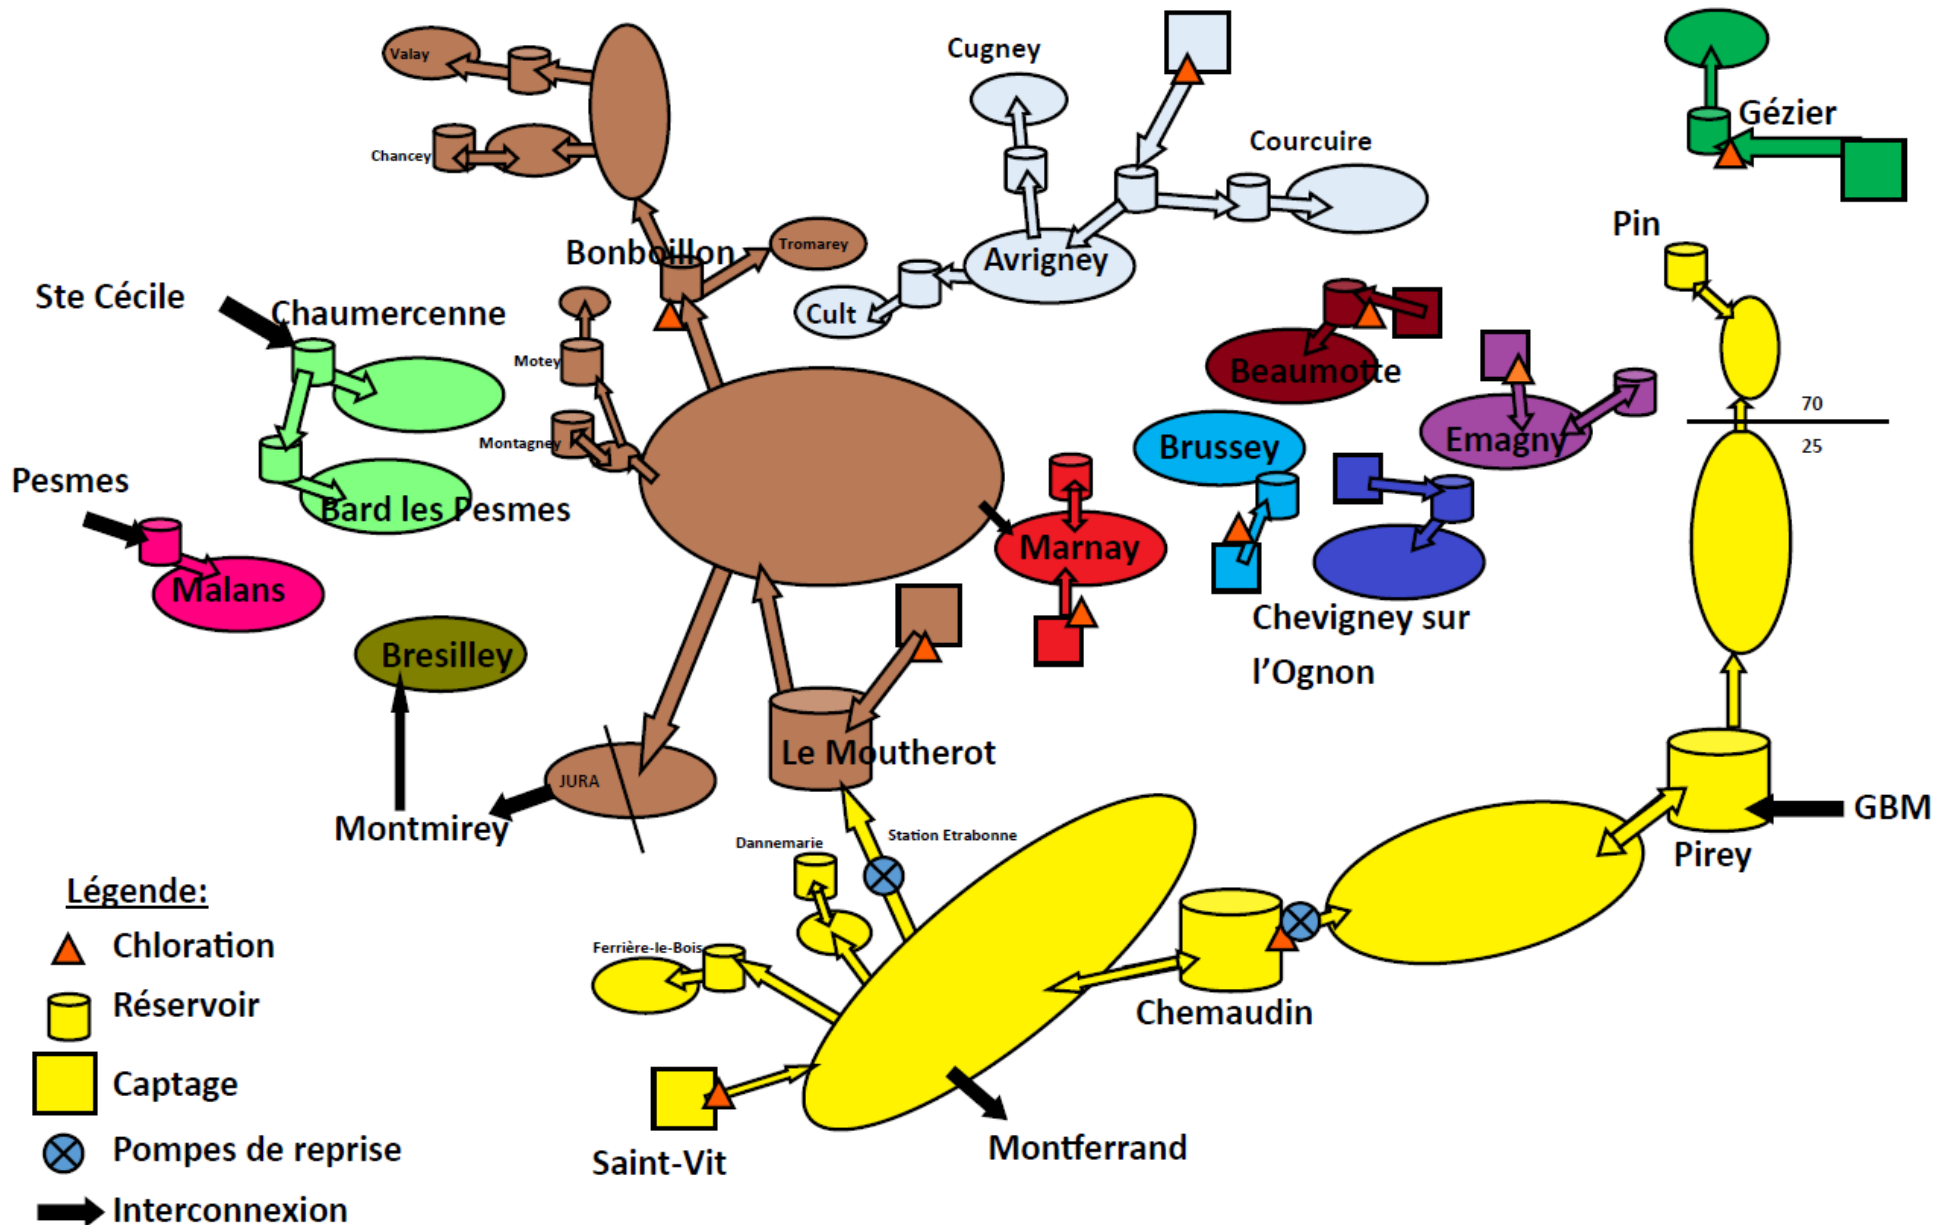 Valay
Cugney
Gézier
Courcuire
Chancey
Pin
Bonboillon
Tromarey
Avrigney
Ste Cécile
Chaumercenne
Cult
Motey
Beaumotte
70
Montagney
Emagny
25
Brussey
Pesmes
Bard les Pesmes
Marnay
Malans
Chevigney sur
l'Ognon
Bresilley
Le Moutherot
JURA
Montmirey
GBM
Station Etrabonne
Dannemarie
Pirey
Légende:
Chloration
Ferrière-le-Bois
Réservoir
Chemaudin
Captage
Pompes de reprise
Saint-Vit
Montferrand
Interconnexion